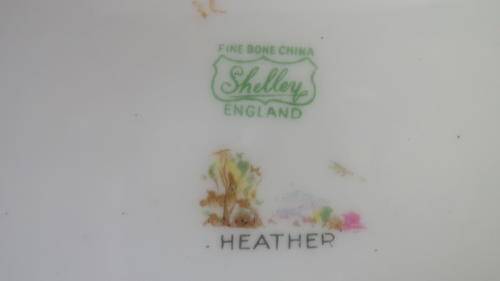 FINE BONE CHINA
Shelley
ENGLAND
HEATHER